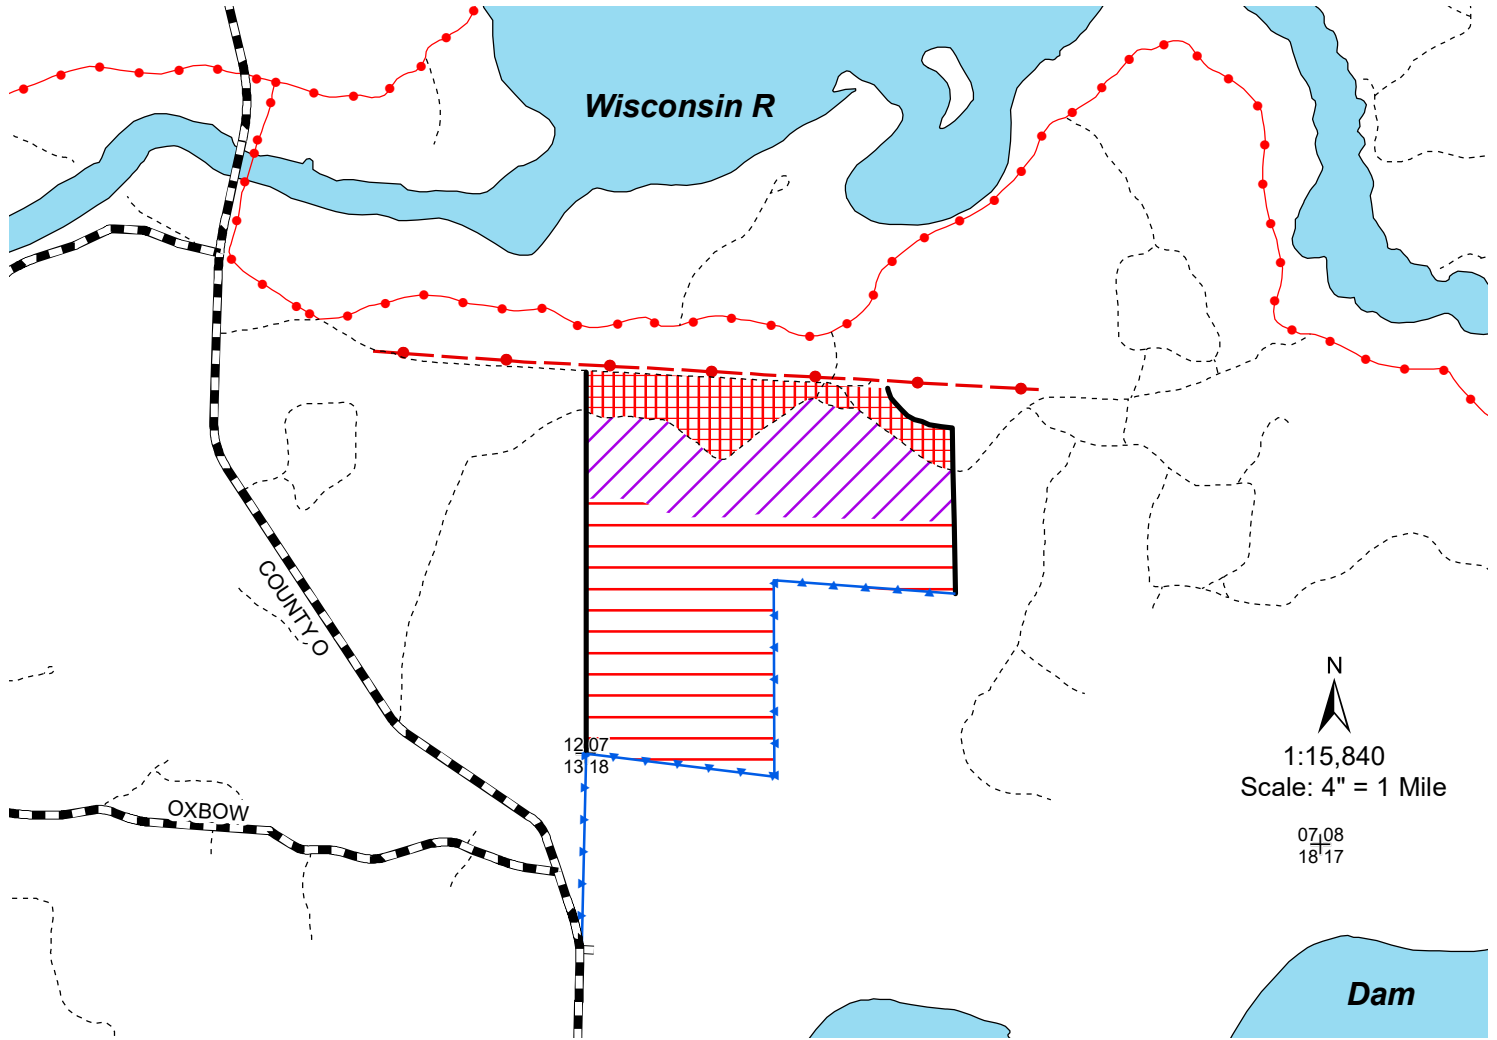 Wisconsin R
COUNTY O
N
12 07
13 18
1:15,840
Scale: 4" = 1 Mile
OXBOW
07 08
18 17
Dam